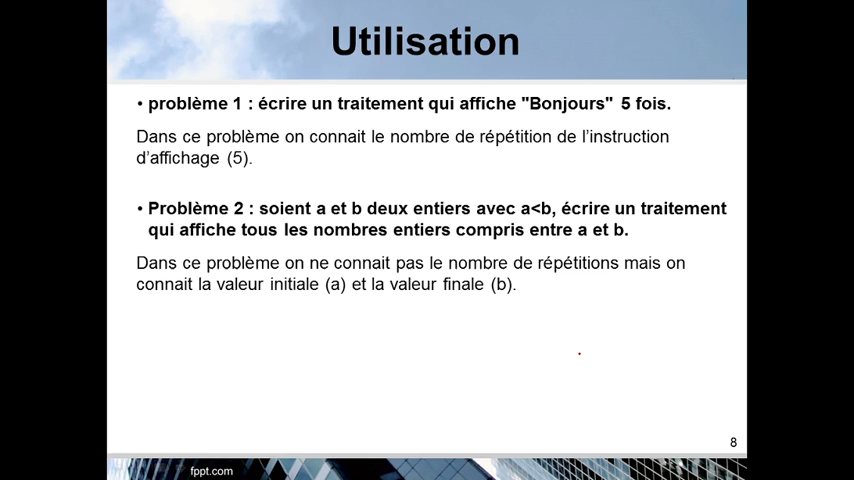 Utilisation
• problème 1 : écrire un traitement qui affiche "Bonjours" 5 fois.
Dans ce problème on connait le nombre de répétition de l'instruction
d'affichage (5).
• Problème 2 : soient a et b deux entiers avec a<b, écrire un traitement
qui affiche tous les nombres entiers compris entre a et b.
Dans ce problème on ne connait pas le nombre de répétitions mais on
connait la valeur initiale (a) et la valeur finale (b).
8
fppt.com